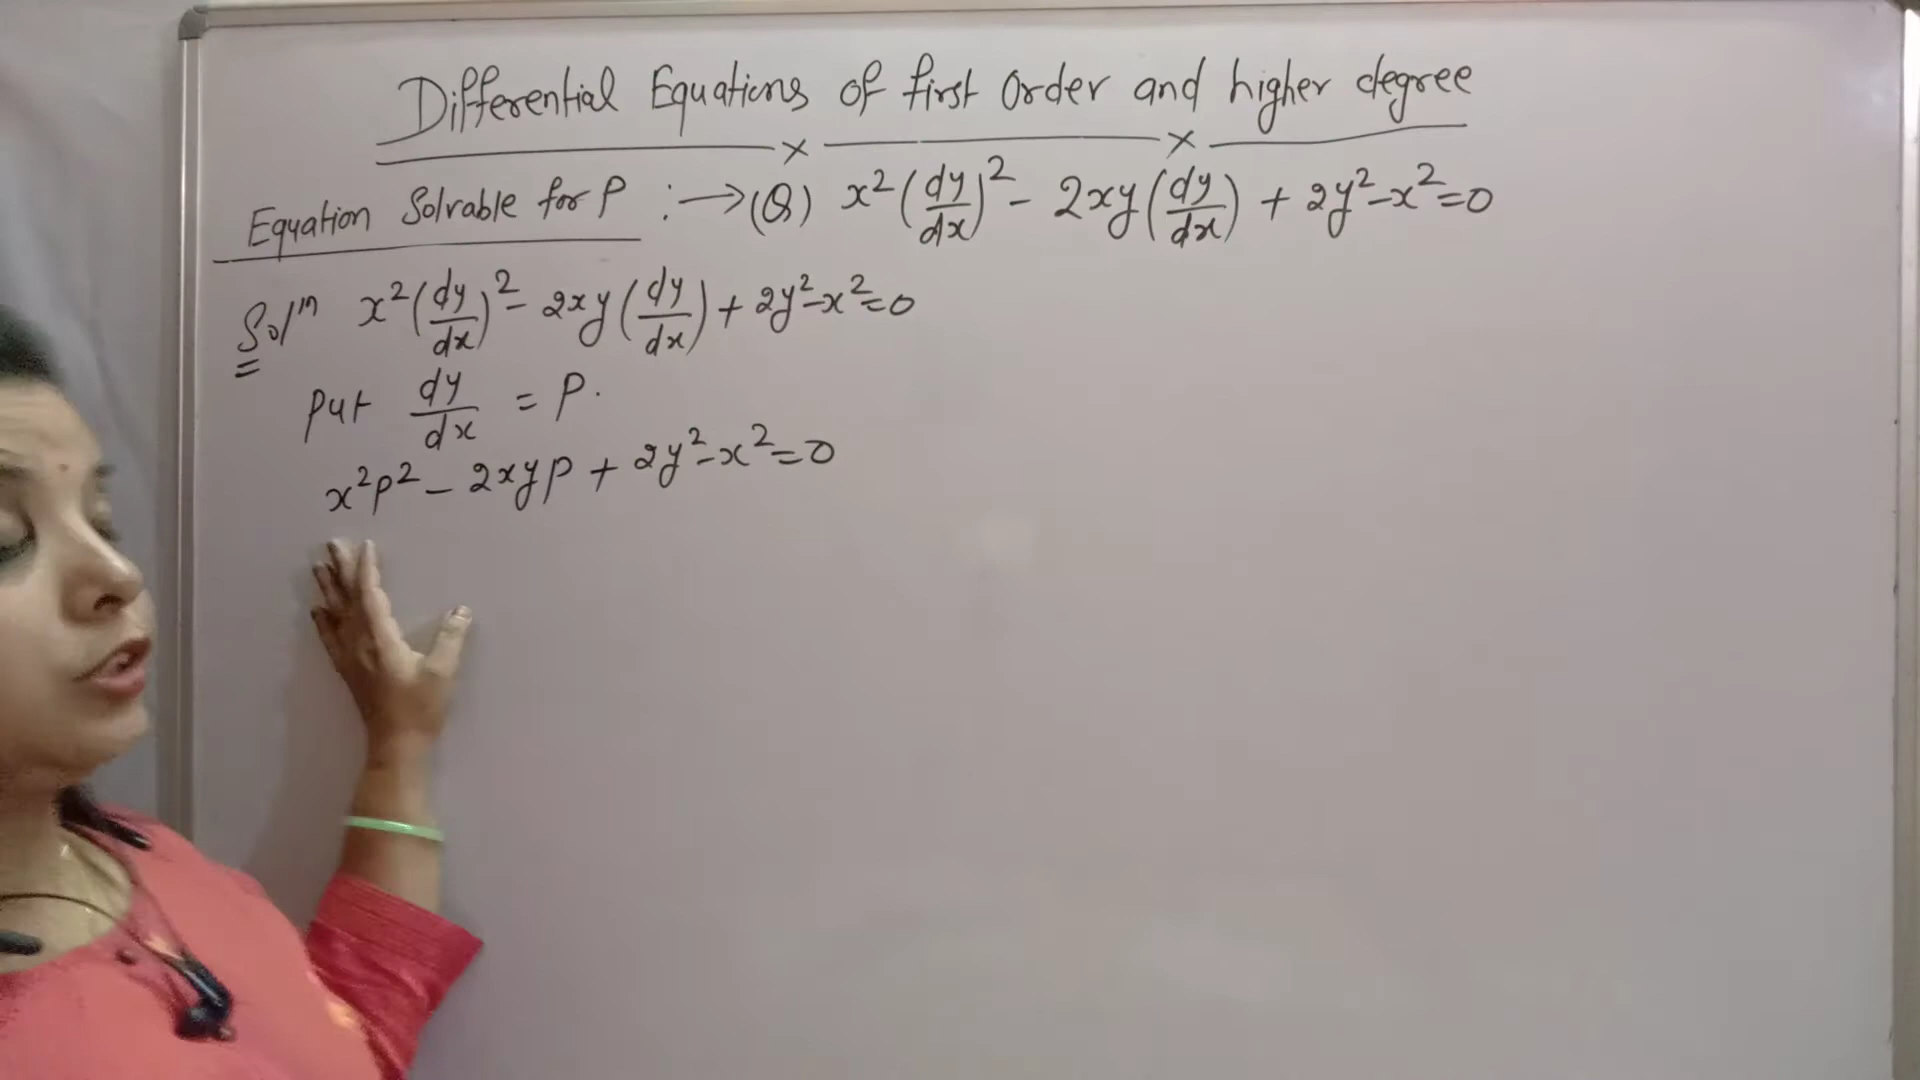 Differential Equations of first Order and higher degree
Equation Solvable for P :→ (Q) x²(dy/dx)² - 2xy(dy/dx) + 2y²-x²=0
Solⁿ x²(dy/dx)² - 2xy(dy/dx) + 2y²-x²=0
Put dy/dx = P.
x²P² - 2xyp + 2y²-x²=0